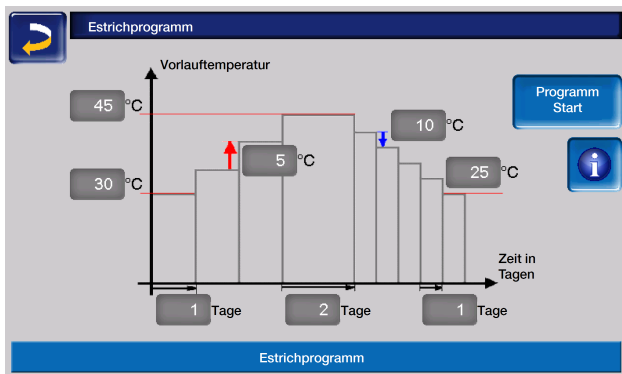 Estrichprogramm
Vorlauftemperatur
45 °C
10 °C
Programm
Start
5 °C
30 °C
25 °C
Zeit in
Tagen
1 Tage
2 Tage
1 Tage
Estrichprogramm